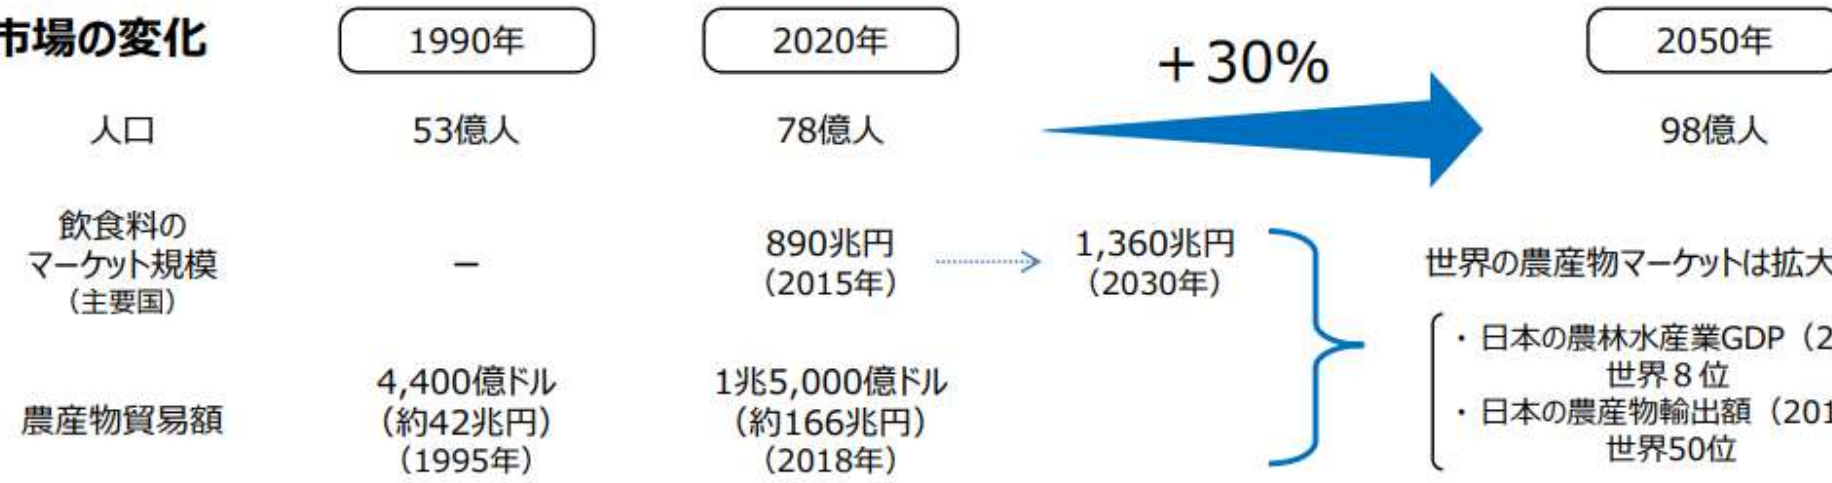 市場の変化 1990年 2020年 +30% 2050年
人口 53億人 78億人 98億人
飲食料の
マーケット規模
（主要国）
－
890兆円
（2015年）
1,360兆円
（2030年）
世界の農産物マーケットは拡大
農産物貿易額
4,400億ドル
（約42兆円）
（1995年）
1兆5,000億ドル
（約166兆円）
（2018年）
・日本の農林水産業GDP（2
世界８位
・日本の農産物輸出額（201
世界50位